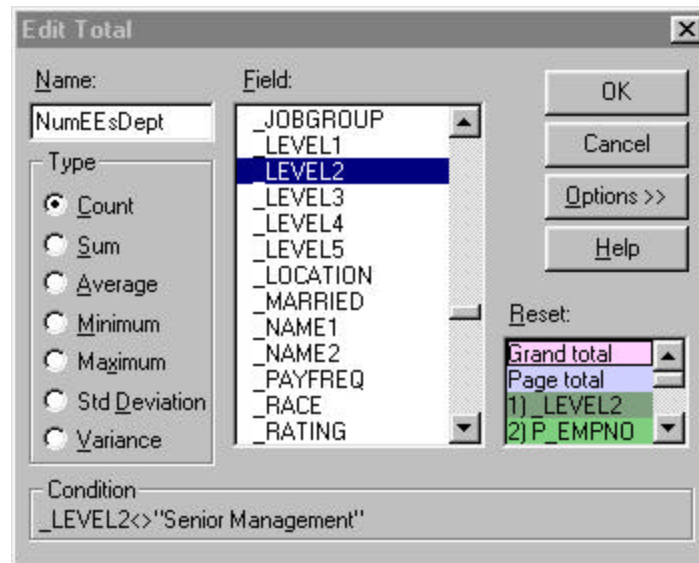 Edit Total
Name:
NumEEsDept
Type
Count
Sum
Average
Minimum
Maximum
Std Deviation
Variance
Field:
_JOBGROUP
_LEVEL1
_LEVEL2
_LEVEL3
_LEVEL4
_LEVEL5
_LOCATION
_MARRIED
_NAME1
_NAME2
_PAYFREQ
_RACE
_RATING
OK
Cancel
Options >>
Help
Reset:
Grand total
Page total
1) _LEVEL2
2) P_EMPNO
Condition
_LEVEL2<>"Senior Management"